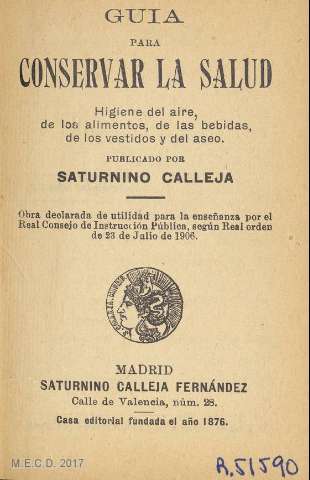 GUIA
PARA
CONSERVAR LA SALUD
Higiene del aire,
de los alimentos, de las bebidas,
de los vestidos y del aseo.
PUBLICADO POR
SATURNINO CALLEJA
Obra declarada de utilidad para la enseñanza por el
Real Consejo de Instrucción Pública, según Real orden
de 23 de Julio de 1906.
MADRID
SATURNINO CALLEJA FERNÁNDEZ
Calle de Valencia, núm. 28.
Casa editorial fundada el año 1876.
M.E.C.D. 2017
R.51590